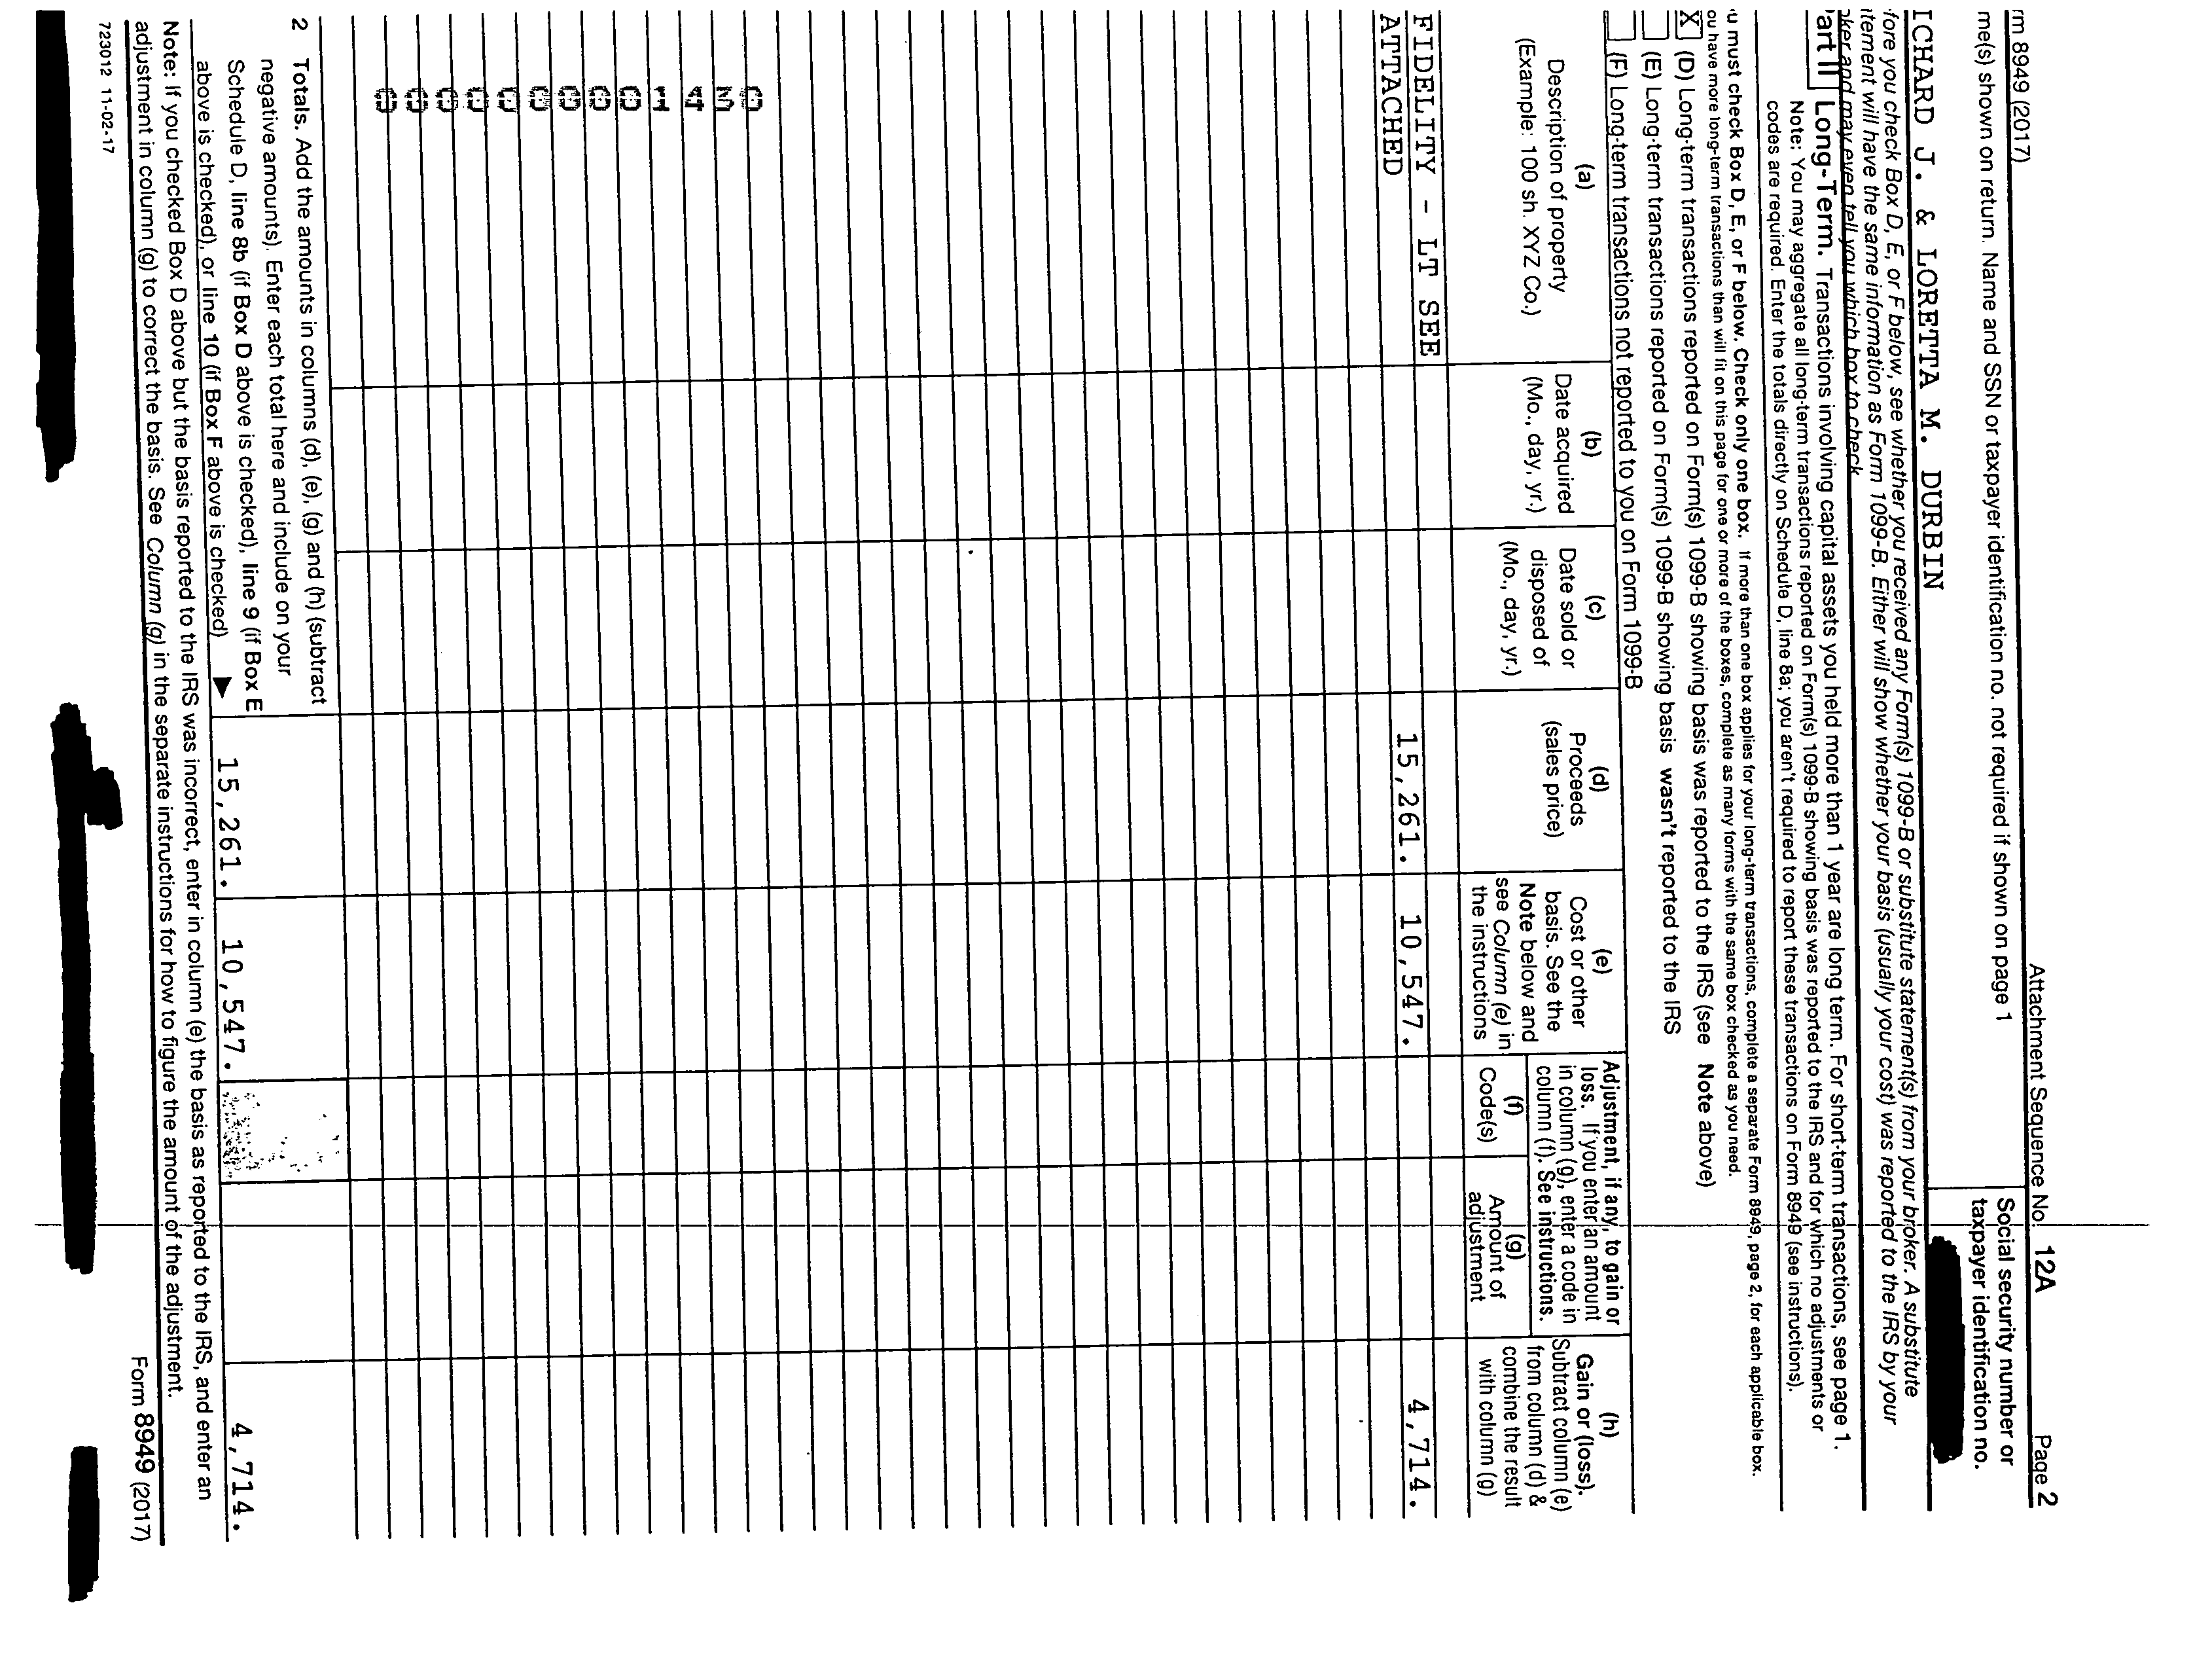 rm 8949 (2017)
Attachment Sequence No. 12A
Page 2
me(s) shown on return. Name and SSN or taxpayer identification no. not required if shown on page 1
Social security number or
taxpayer identification no.
ICHARD J. & LORETTA M. DURBIN
fore you check Box D, E, or F below, see whether you received any Form(s) 1099-B or substitute statement(s) from your broker. A substitute
tement will have the same information as Form 1099-B. Either will show whether your basis (usually your cost) was reported to the IRS by your
oker and may even tell you which box to check
art II Long-Term. Transactions involving capital assets you held more than 1 year are long term. For short-term transactions, see page 1.
Note: You may aggregate all long-term transactions reported on Form(s) 1099-B showing basis was reported to the IRS and for which no adjustments or
codes are required. Enter the totals directly on Schedule D, line 8a; you aren't required to report these transactions on Form 8949 (see instructions).
u must check Box D, E, or F below. Check only one box. If more than one box applies for your long-term transactions, complete a separate Form 8949, page 2, for each applicable box.
ou have more long-term transactions than will fit on this page for one or more of the boxes, complete as many forms with the same box checked as you need.
X (D) Long-term transactions reported on Form(s) 1099-B showing basis was reported to the IRS (see Note above)
(E) Long-term transactions reported on Form(s) 1099-B showing basis wasn't reported to the IRS
(F) Long-term transactions not reported to you on Form 1099-B
(a)
Description of property
(Example: 100 sh. XYZ Co.)
(b)
Date acquired
(Mo., day, yr.)
(c)
Date sold or
disposed of
(Mo., day, yr.)
(d)
Proceeds
(sales price)
(e)
Cost or other
basis. See the
Note below and
see Column (e) in
the instructions
Adjustment, if any, to gain or
loss. If you enter an amount
in column (g), enter a code in
column (f). See instructions.
(f)
Code(s)
(g)
Amount of
adjustment
(h)
Gain or (loss).
Subtract column (e)
from column (d) &
combine the result
with column (g)
FIDELITY - LT SEE
ATTACHED 15,261. 10,547. 4,714.
2 Totals. Add the amounts in columns (d), (e), (g) and (h) (subtract
negative amounts). Enter each total here and include on your
Schedule D, line 8b (if Box D above is checked), line 9 (if Box E
above is checked), or line 10 (if Box F above is checked) ▶ 15,261. 10,547. 4,714.
Note: If you checked Box D above but the basis reported to the IRS was incorrect, enter in column (e) the basis as reported to the IRS, and enter an
adjustment in column (g) to correct the basis. See Column (g) in the separate instructions for how to figure the amount of the adjustment.
723012 11-02-17
Form 8949 (2017)